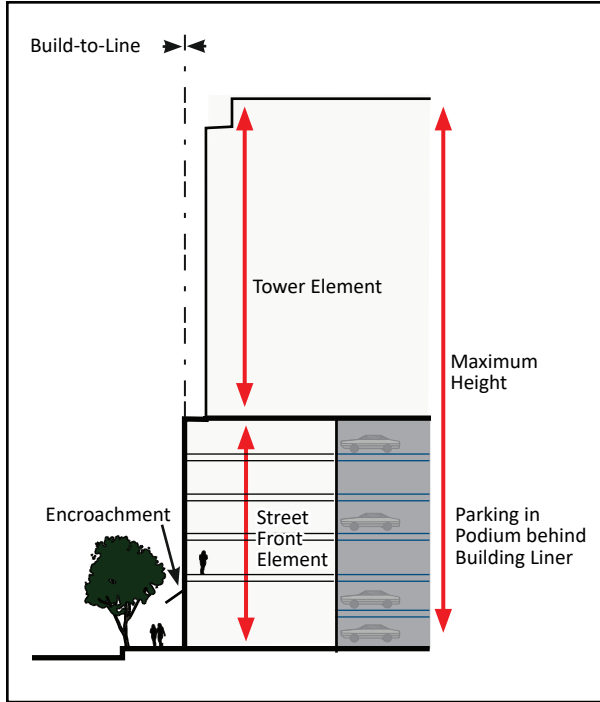 Build-to-Line
Tower Element
Maximum
Height
Encroachment
Street
Front
Element
Parking in
Podium behind
Building Liner